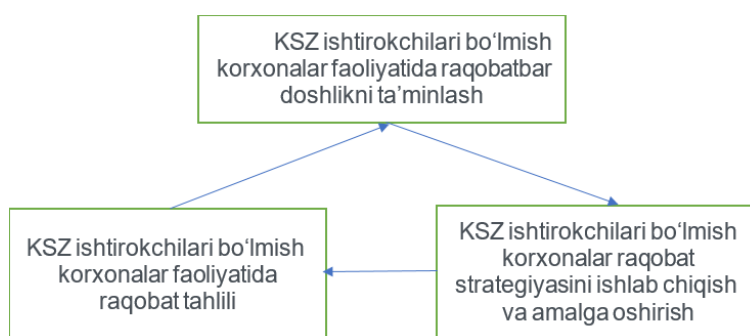 KSZ ishtirokchilari bo‘lmish
korxonalar faoliyatida raqobatbar
doshlikni ta’minlash
KSZ ishtirokchilari bo‘lmish
korxonalar faoliyatida
raqobat tahlili
KSZ ishtirokchilari bo‘lmish
korxonalar raqobat
strategiyasini ishlab chiqish
va amalga oshirish